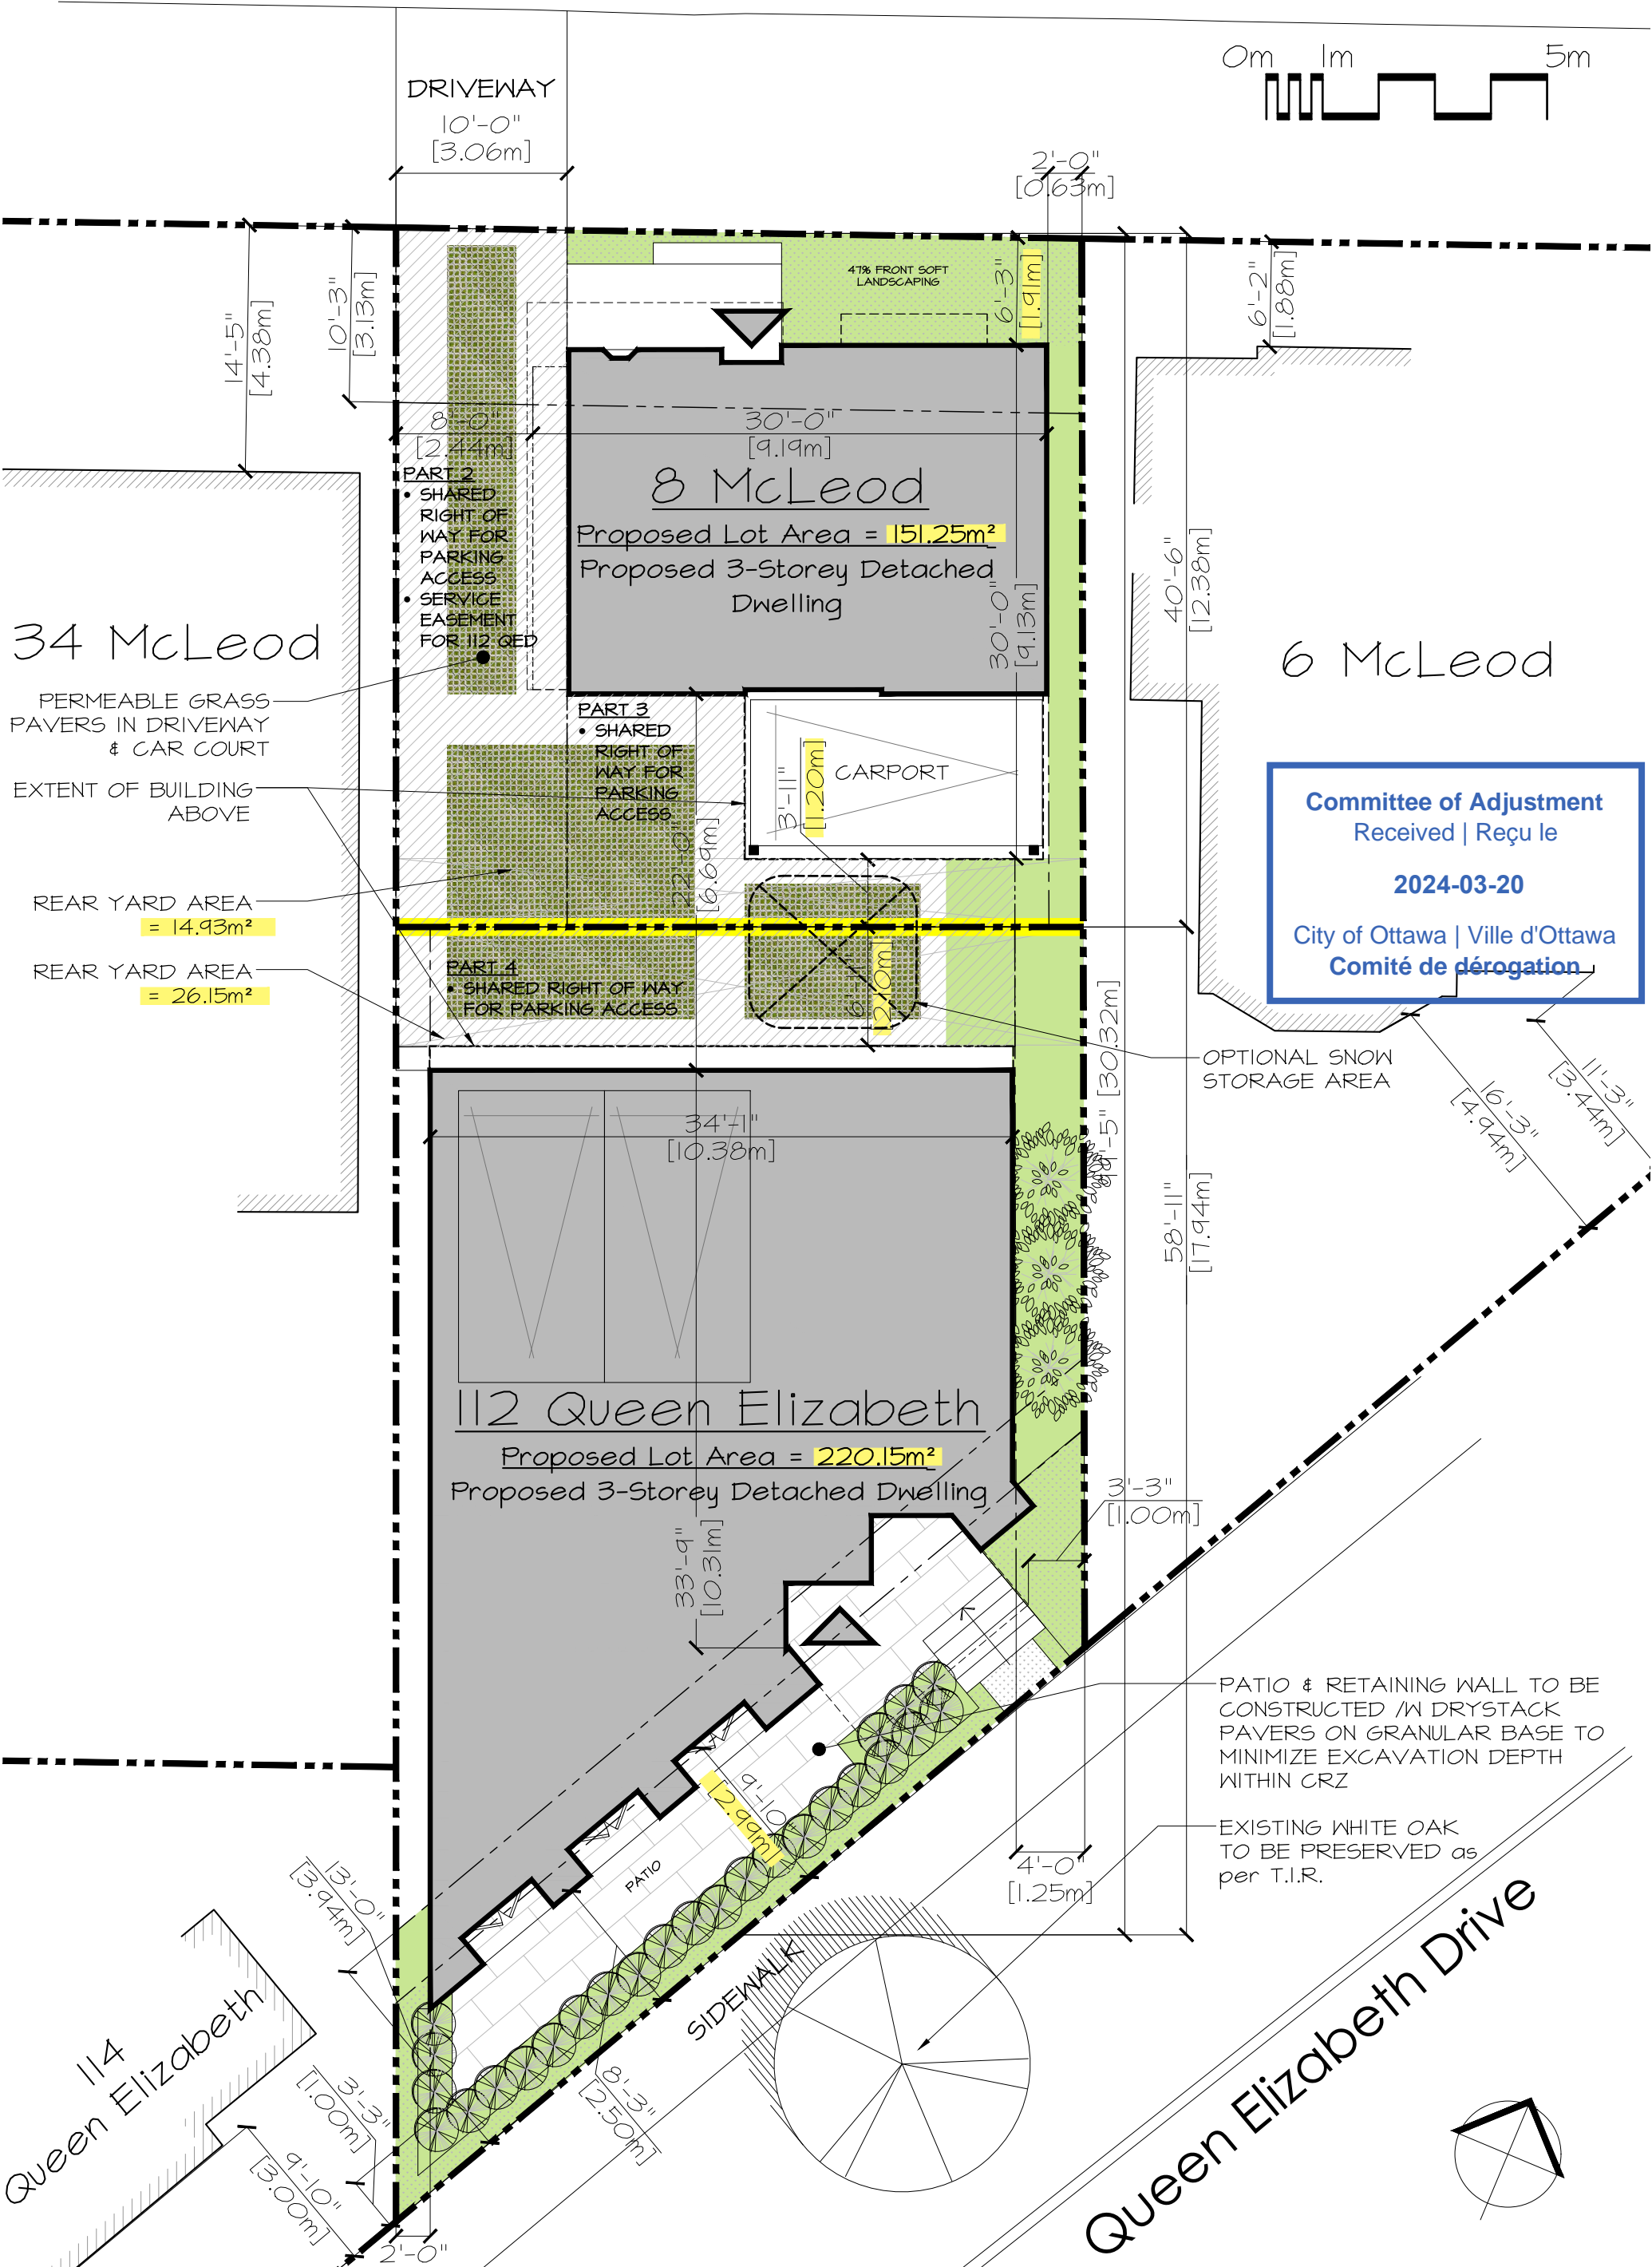 0m 1m 5m
DRIVEWAY
10'-0"
[3.06m]
2'-0"
[0.63m]
14'-5"
[4.38m]
10'-3"
[3.13m]
47% FRONT SOFT
LANDSCAPING
6'-3"
[1.91m]
6'-2"
[1.88m]
8'-0"
[2.44m]
30'-0"
[9.19m]
8 McLeod
Proposed Lot Area = 151.25m²
Proposed 3-Storey Detached
Dwelling
30'-0"
[9.13m]
40'-6"
[12.38m]
PART 2
• SHARED
RIGHT OF
WAY FOR
PARKING
ACCESS
• SERVICE
EASEMENT
FOR 112 QED
34 McLeod
6 McLeod
PERMEABLE GRASS
PAVERS IN DRIVEWAY
& CAR COURT
EXTENT OF BUILDING
ABOVE
PART 3
• SHARED
RIGHT OF
WAY FOR
PARKING
ACCESS
22'-0"
[6.69m]
3'-11"
[1.20m]
CARPORT
Committee of Adjustment
Received | Reçu le
2024-03-20
City of Ottawa | Ville d'Ottawa
Comité de dérogation
REAR YARD AREA
= 14.93m²
REAR YARD AREA
= 26.15m²
PART 4
• SHARED RIGHT OF WAY
FOR PARKING ACCESS
[2.10m]
[30.32m]
OPTIONAL SNOW
STORAGE AREA
16'-3"
[4.94m]
11'-3"
[3.44m]
34'-1"
[10.38m]
58'-11"
[17.94m]
112 Queen Elizabeth
Proposed Lot Area = 220.15m²
Proposed 3-Storey Detached Dwelling
33'-9"
[10.31m]
3'-3"
[1.00m]
PATIO & RETAINING WALL TO BE
CONSTRUCTED /W DRYSTACK
PAVERS ON GRANULAR BASE TO
MINIMIZE EXCAVATION DEPTH
WITHIN CRZ
9'-10"
[2.99m]
PATIO
EXISTING WHITE OAK
TO BE PRESERVED as
per T.I.R.
4'-0"
[1.25m]
13'-0"
[3.94m]
SIDEWALK
114
Queen Elizabeth
3'-3"
[1.00m]
8'-3"
[2.50m]
9'-10"
[3.00m]
2'-0"
Queen Elizabeth Drive